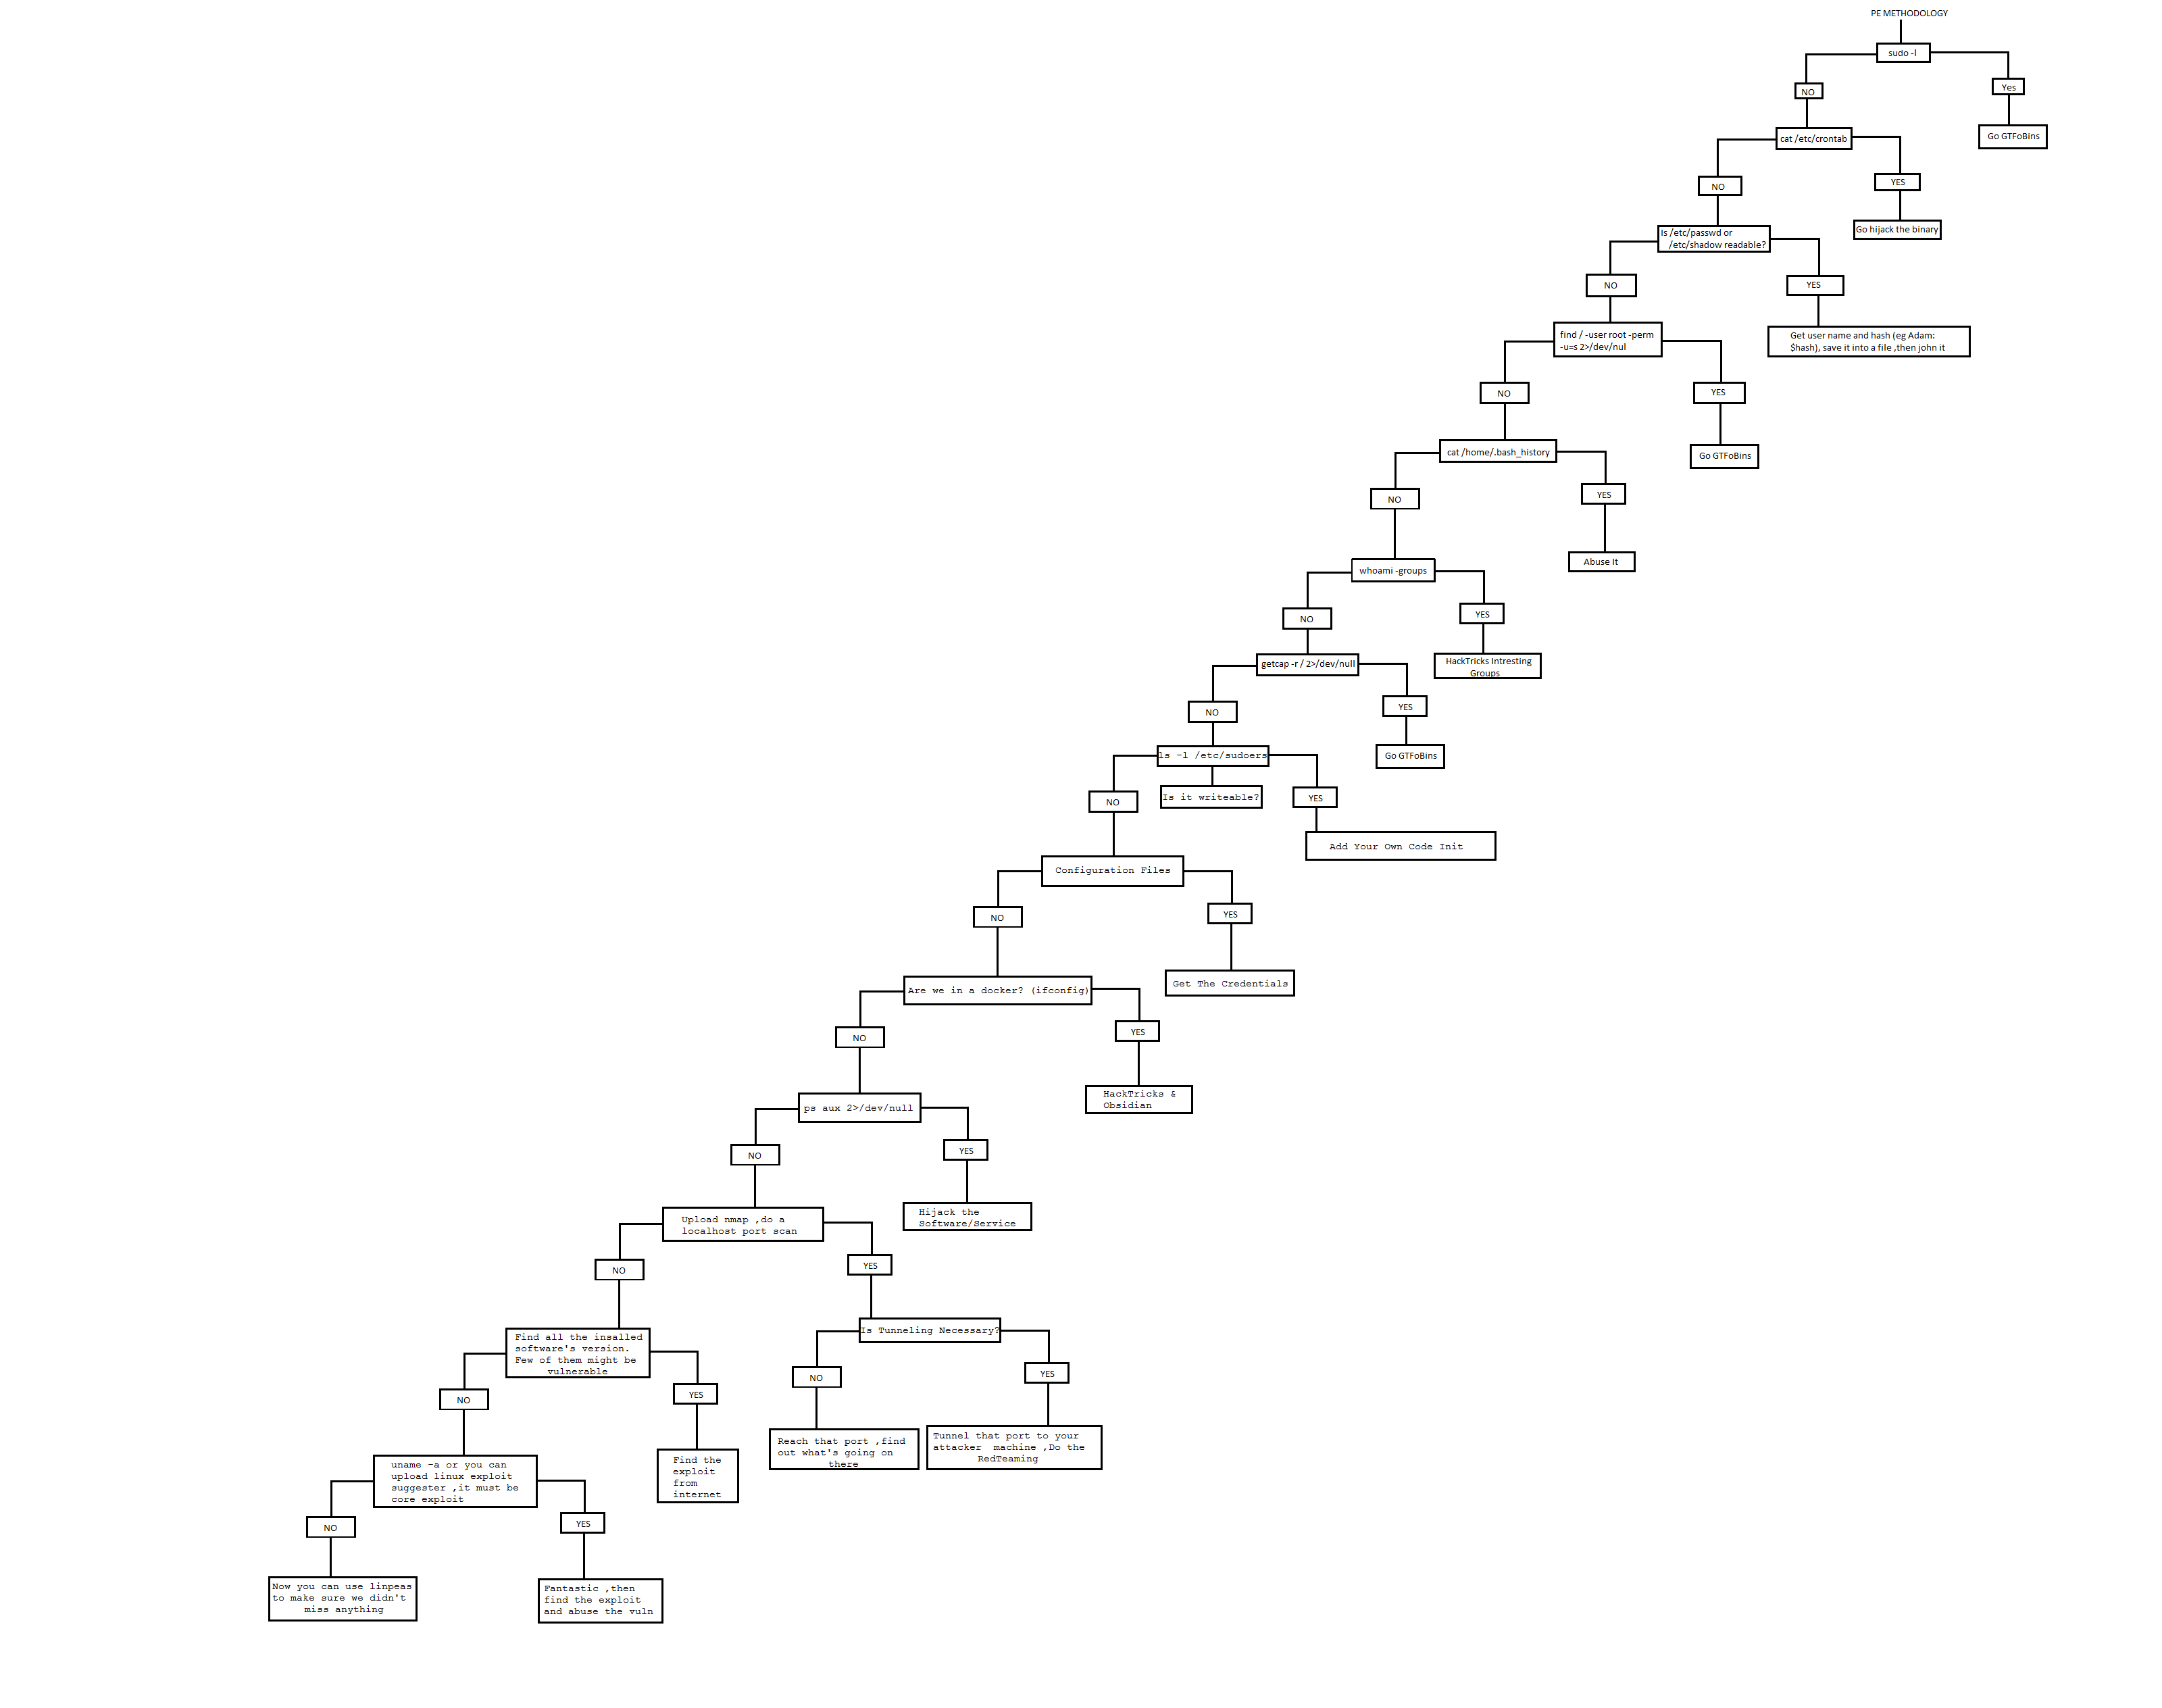 PE METHODOLOGY
sudo -l
NO
Yes
Go GTFoBins
cat /etc/crontab
NO
YES
Go hijack the binary
Is /etc/passwd or
/etc/shadow readable?
NO
YES
Get user name and hash (eg Adam:
$hash), save it into a file ,then john it
find / -user root -perm
-u=s 2>/dev/nul
NO
YES
Go GTFoBins
cat /home/.bash_history
NO
YES
Abuse It
whoami -groups
NO
YES
HackTricks Intresting
Groups
getcap -r / 2>/dev/null
NO
YES
Go GTFoBins
ls -l /etc/sudoers
Is it writeable?
NO
YES
Add Your Own Code Init
Configuration Files
NO
YES
Get The Credentials
Are we in a docker? (ifconfig)
NO
YES
HackTricks &
Obsidian
ps aux 2>/dev/null
NO
YES
Hijack the
Software/Service
Upload nmap ,do a
localhost port scan
NO
YES
Is Tunneling Necessary?
NO
YES
Reach that port ,find
out what's going on
there
Tunnel that port to your
attacker machine ,Do the
RedTeaming
Find all the insalled
software's version.
Few of them might be
vulnerable
NO
YES
Find the
exploit
from
internet
uname -a or you can
upload linux exploit
suggester ,it must be
core exploit
NO
YES
Now you can use linpeas
to make sure we didn't
miss anything
Fantastic ,then
find the exploit
and abuse the vuln